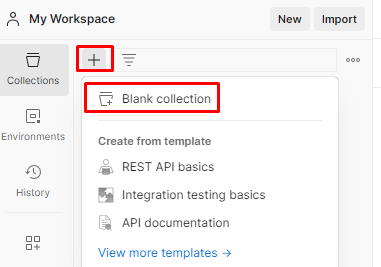 My Workspace
New
Import
Collections
Environments
History
Blank collection
Create from template
REST API basics
Integration testing basics
API documentation
View more templates →